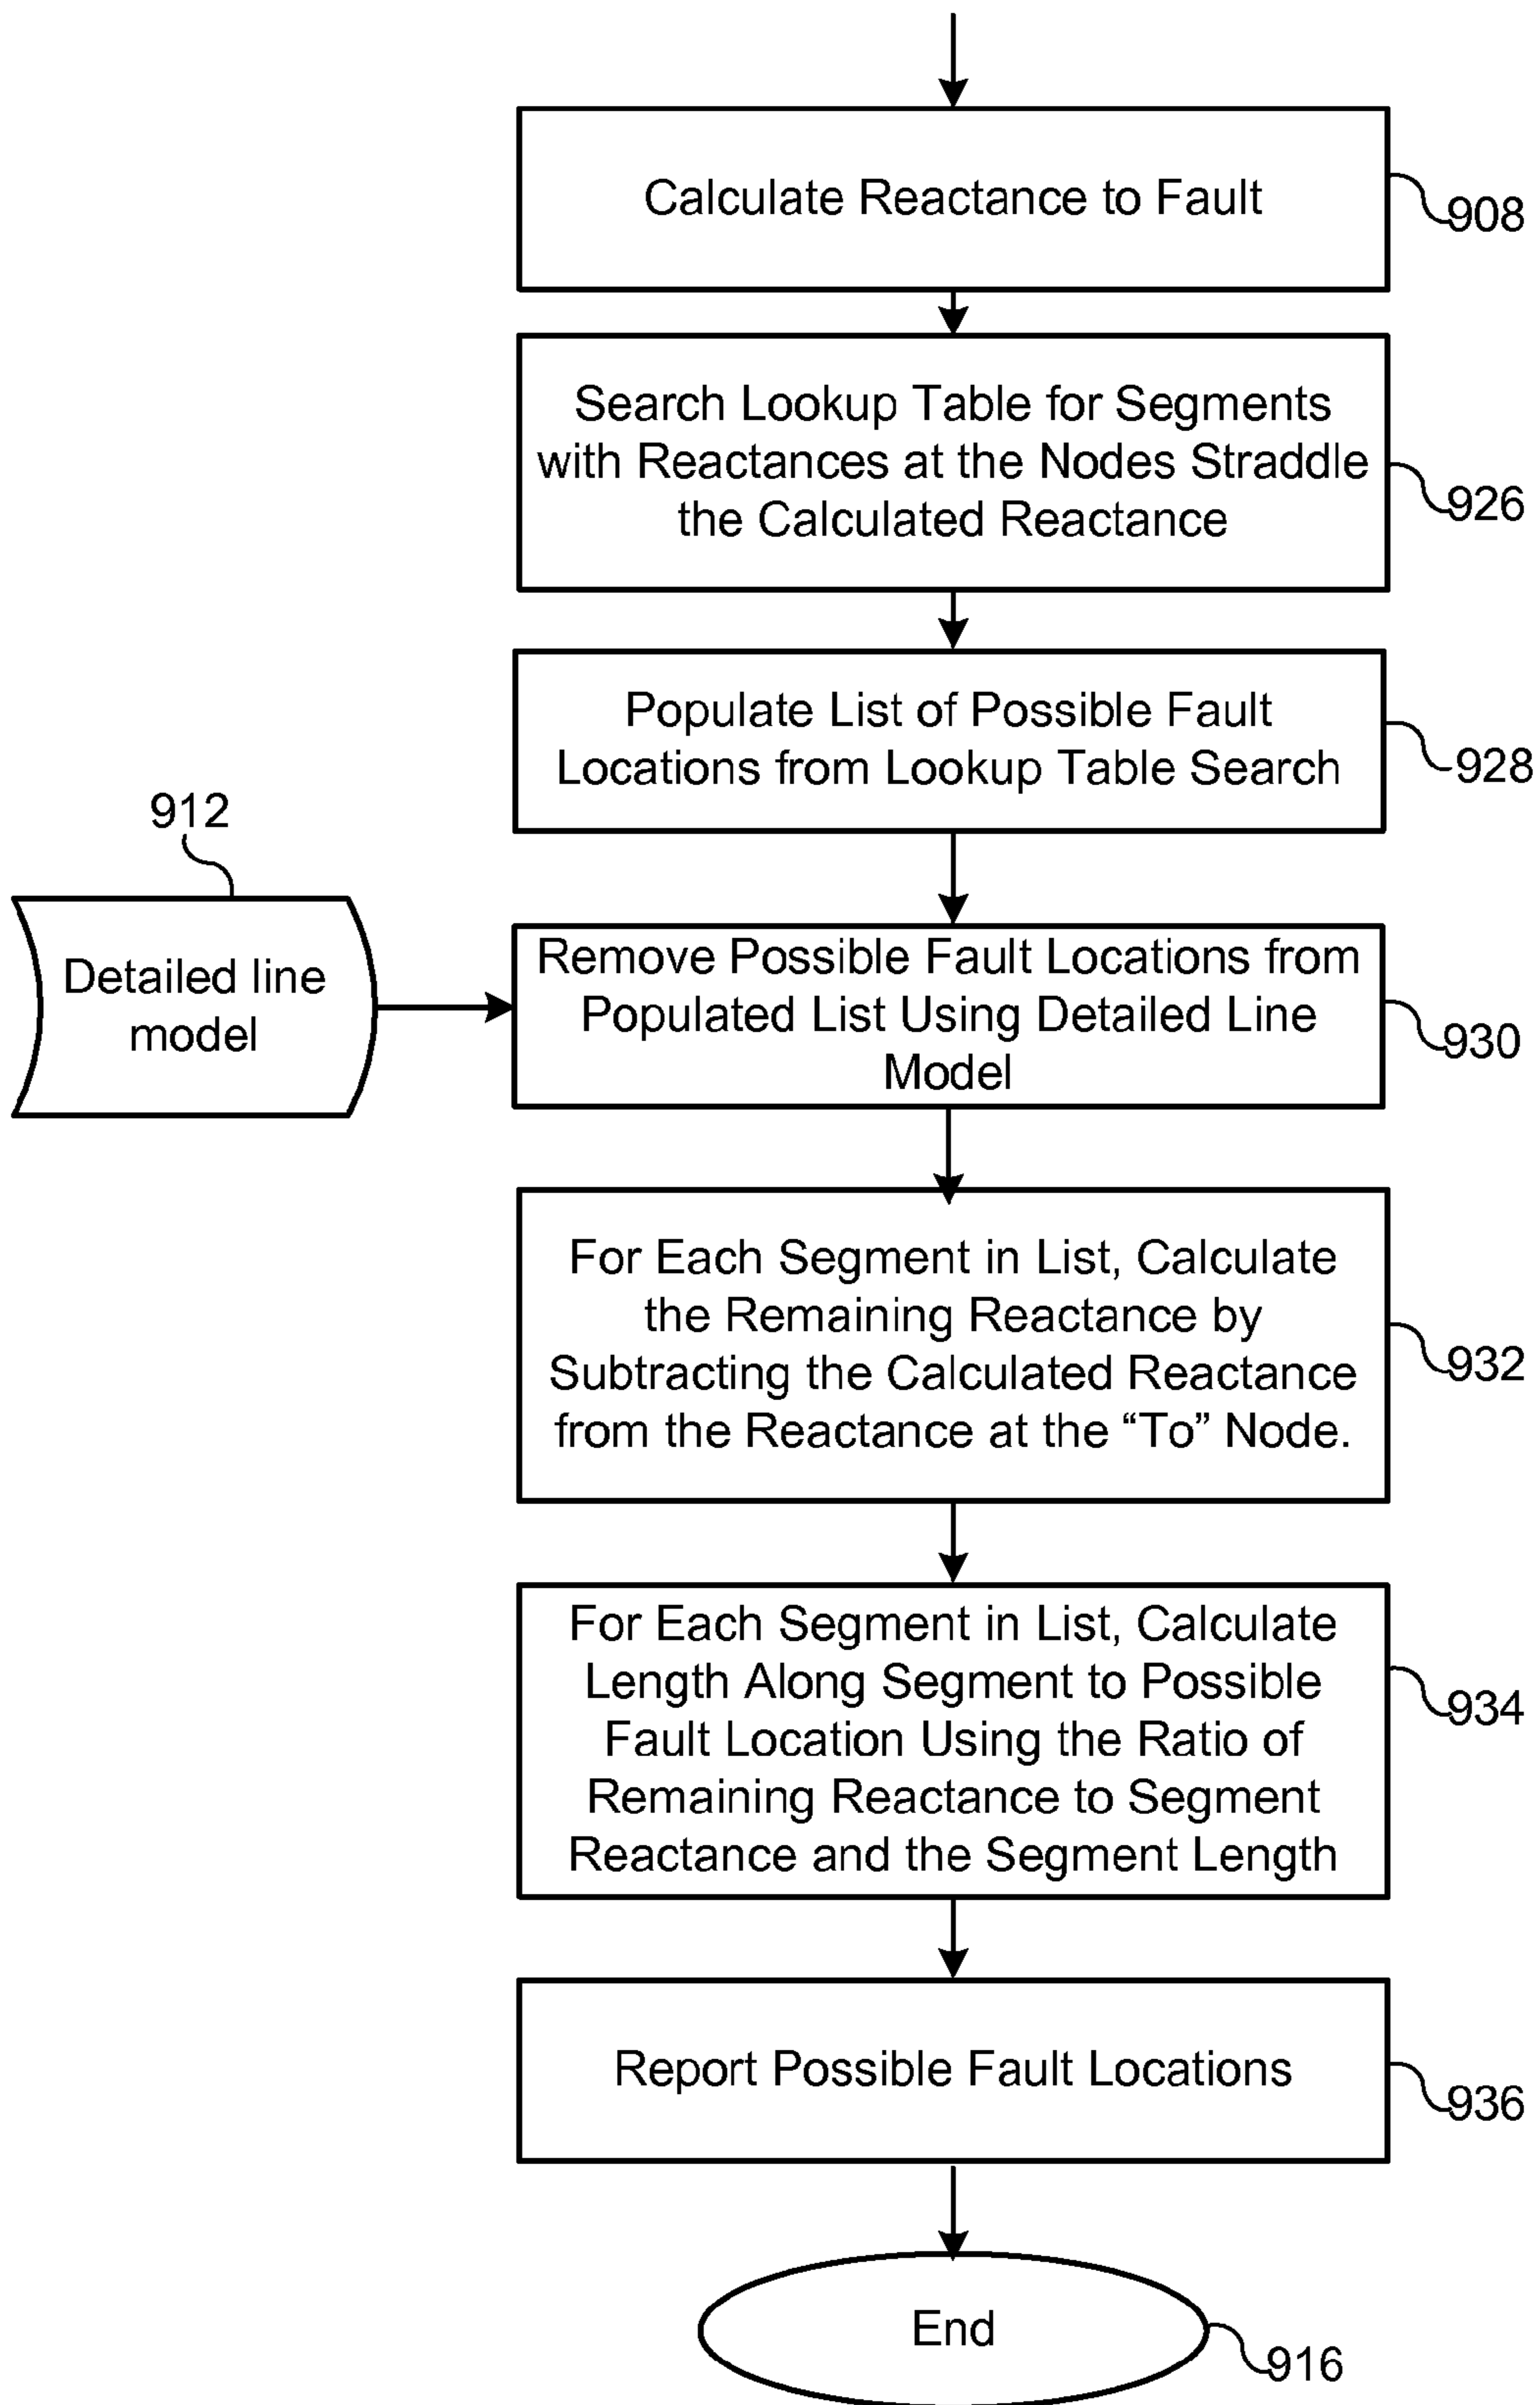 Calculate Reactance to Fault
908
Search Lookup Table for Segments
with Reactances at the Nodes Straddle
the Calculated Reactance
926
Populate List of Possible Fault
Locations from Lookup Table Search
928
912
Detailed line
model
Remove Possible Fault Locations from
Populated List Using Detailed Line
Model
930
For Each Segment in List, Calculate
the Remaining Reactance by
Subtracting the Calculated Reactance
from the Reactance at the “To” Node.
932
For Each Segment in List, Calculate
Length Along Segment to Possible
Fault Location Using the Ratio of
Remaining Reactance to Segment
Reactance and the Segment Length
934
Report Possible Fault Locations
936
End
916